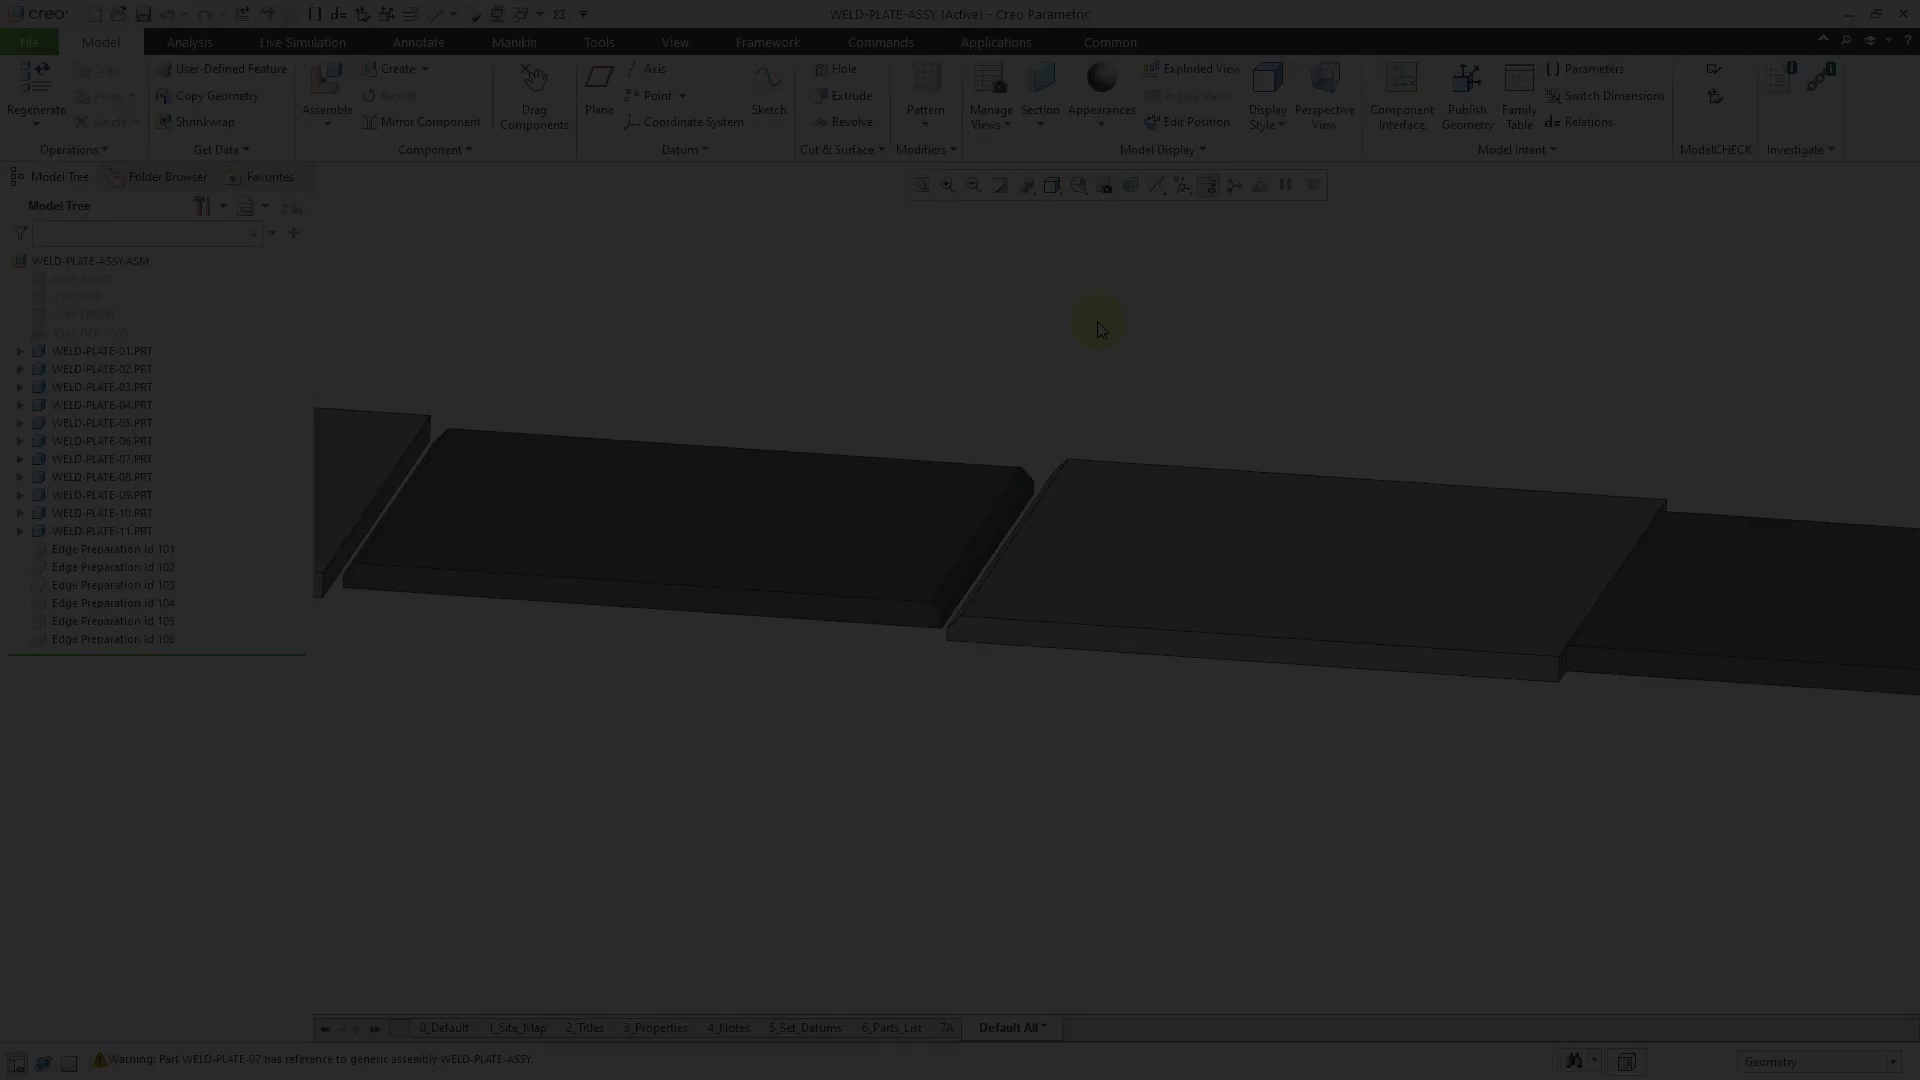 creo
WELD-PLATE-ASSY (Active) - Creo Parametric
File Model Analysis Live Simulation Annotate Manikin Tools View Framework Commands Applications Common
Regenerate
Copy
Paste
Delete
Operations
User-Defined Feature
Copy Geometry
Shrinkwrap
Get Data
Assemble
Create
Repeat
Mirror Component
Component
Drag
Components
Plane
Axis
Point
Coordinate System
Sketch
Datum
Hole
Extrude
Revolve
Cut & Surface
Pattern
Modifiers
Manage
Views
Section
Appearances
Exploded View
Toggle Status
Edit Position
Display
Style
Perspective
View
Model Display
Component
Interface
Publish
Geometry
Family
Table
Parameters
Switch Dimensions
d= Relations
Model Intent
ModelCHECK
Investigate
Model Tree Folder Browser Favorites
Model Tree
WELD-PLATE-ASSY.ASM
WELD-PLATE-01.PRT
WELD-PLATE-02.PRT
WELD-PLATE-03.PRT
WELD-PLATE-04.PRT
WELD-PLATE-05.PRT
WELD-PLATE-06.PRT
WELD-PLATE-07.PRT
WELD-PLATE-08.PRT
WELD-PLATE-09.PRT
WELD-PLATE-10.PRT
WELD-PLATE-11.PRT
Edge Preparation id 101
Edge Preparation id 102
Edge Preparation id 103
Edge Preparation id 104
Edge Preparation id 105
Edge Preparation id 106
0_Default 1_Site_Map 2_Titles 3_Properties 4_Notes 5_Set_Datums 6_Parts_List 7A Default All *
Warning: Part WELD-PLATE-07 has reference to generic assembly WELD-PLATE-ASSY.
Geometry